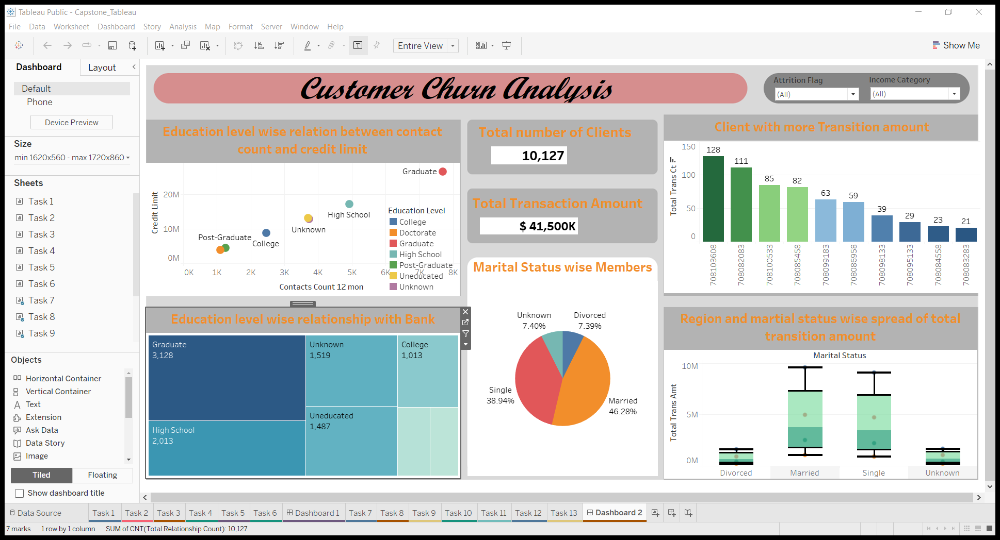 Tableau Public - Capstone_Tableau
File Data Worksheet Dashboard Story Analysis Map Format Server Window Help
Entire View
Show Me
Dashboard Layout
Default
Phone
Device Preview
Size
min 1620x560 - max 1720x860
Sheets
Task 1
Task 2
Task 3
Task 4
Task 5
Task 6
Task 7
Task 8
Task 9
Objects
Horizontal Container
Vertical Container
Text
Extension
Ask Data
Data Story
Image
Tiled Floating
Show dashboard title
Customer Churn Analysis
Attrition Flag
(All)
Income Category
(All)
Education level wise relation between contact
count and credit limit
Credit Limit
20M
10M
0M
Graduate
High School
Unknown
Post-Graduate
College
0K 1K 2K 3K 4K 5K 6K 7K 8K
Contacts Count 12 mon
Education Level
College
Doctorate
Graduate
High School
Post-Graduate
Uneducated
Unknown
Total number of Clients
10,127
Total Transaction Amount
$ 41,500K
Marital Status wise Members
Unknown
7.40%
Divorced
7.39%
Single
38.94%
Married
46.28%
Client with more Transition amount
Total Trans Ct
150
100
50
0
128 111 85 82 63 59 39 29 23 21
708103608 708082083 708100533 708085458 708099183 708086958 708098133 708095133 708084558 708083283
Education level wise relationship with Bank
Graduate
3,128
High School
2,013
Unknown
1,519
Uneducated
1,487
College
1,013
Region and martial status wise spread of total
transition amount
Marital Status
Total Trans Amt
10M
5M
0M
Divorced Married Single Unknown
Data Source Task 1 Task 2 Task 3 Task 4 Task 5 Task 6 Dashboard 1 Task 7 Task 8 Task 9 Task 10 Task 11 Task 12 Task 13 Dashboard 2
7 marks 1 row by 1 column SUM of CNT(Total Relationship Count): 10,127